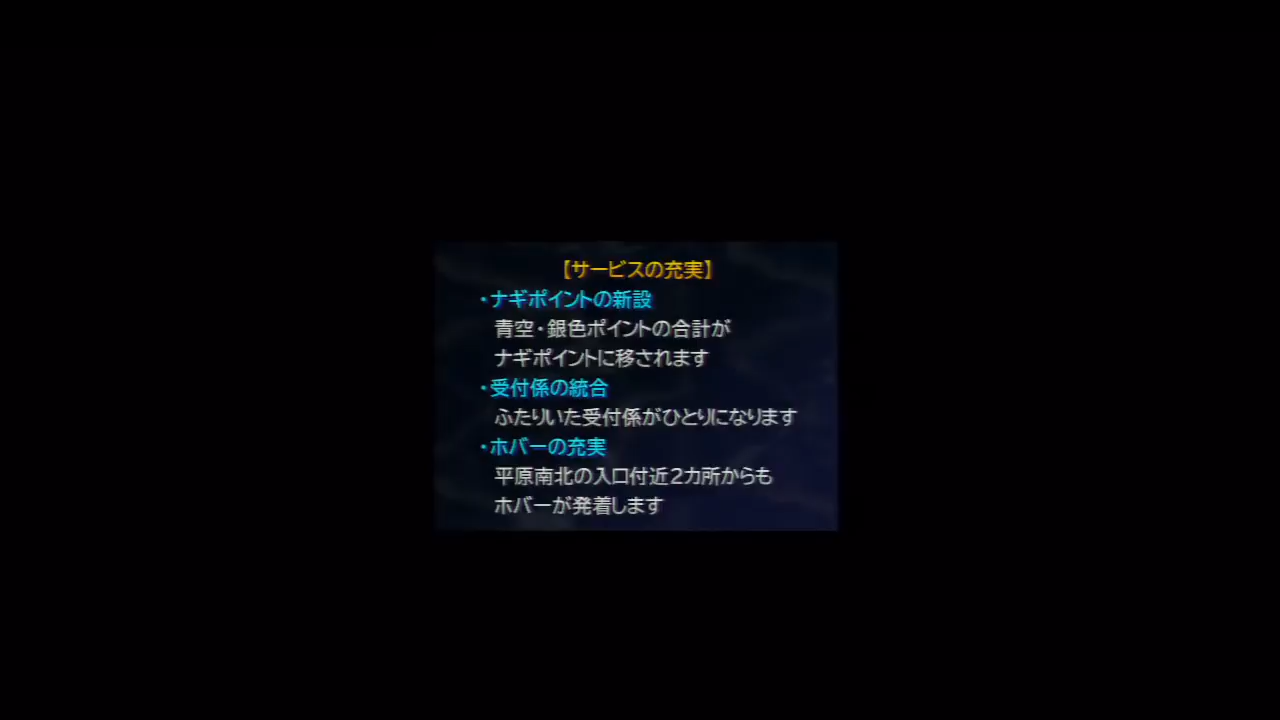 【サービスの充実】
・ナギポイントの新設
青空・銀色ポイントの合計が
ナギポイントに移されます
・受付係の統合
ふたりいた受付係がひとりになります
・ホバーの充実
平原南北の入口付近2カ所からも
ホバーが発着します